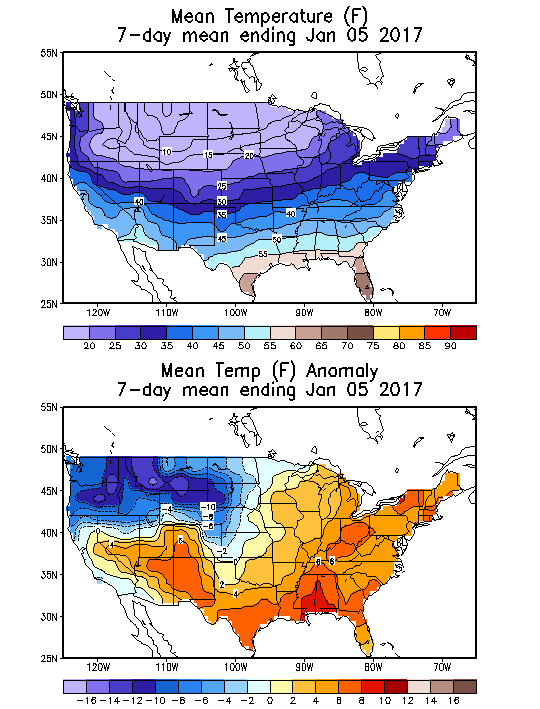 Mean Temperature (F)
7-day mean ending Jan 05 2017
55N
50N
45N
40N
35N
30N
25N
10
15
20
25
30
35
40
40
45
50
55
120W 110W 100W 90W 80W 70W
20 25 30 35 40 45 50 55 60 65 70 75 80 85 90
Mean Temp (F) Anomaly
7-day mean ending Jan 05 2017
55N
50N
45N
40N
35N
30N
25N
-10
-8
-6
-4
-2
0
0
2
4
6
6
6
120W 110W 100W 90W 80W 70W
-16 -14 -12 -10 -8 -6 -4 -2 0 2 4 6 8 10 12 14 16